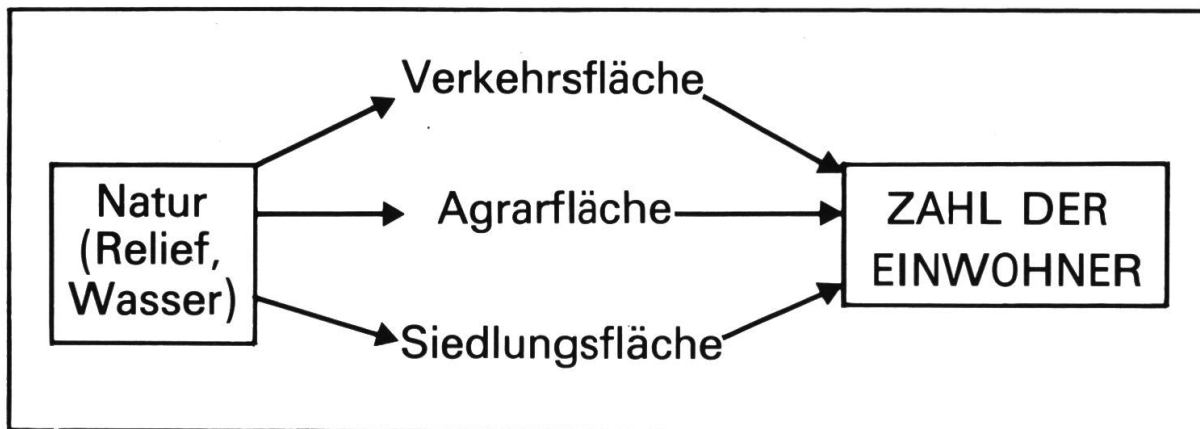 Verkehrsfläche
Natur
(Relief,
Wasser)
Agrarfläche
ZAHL DER
EINWOHNER
Siedlungsfläche